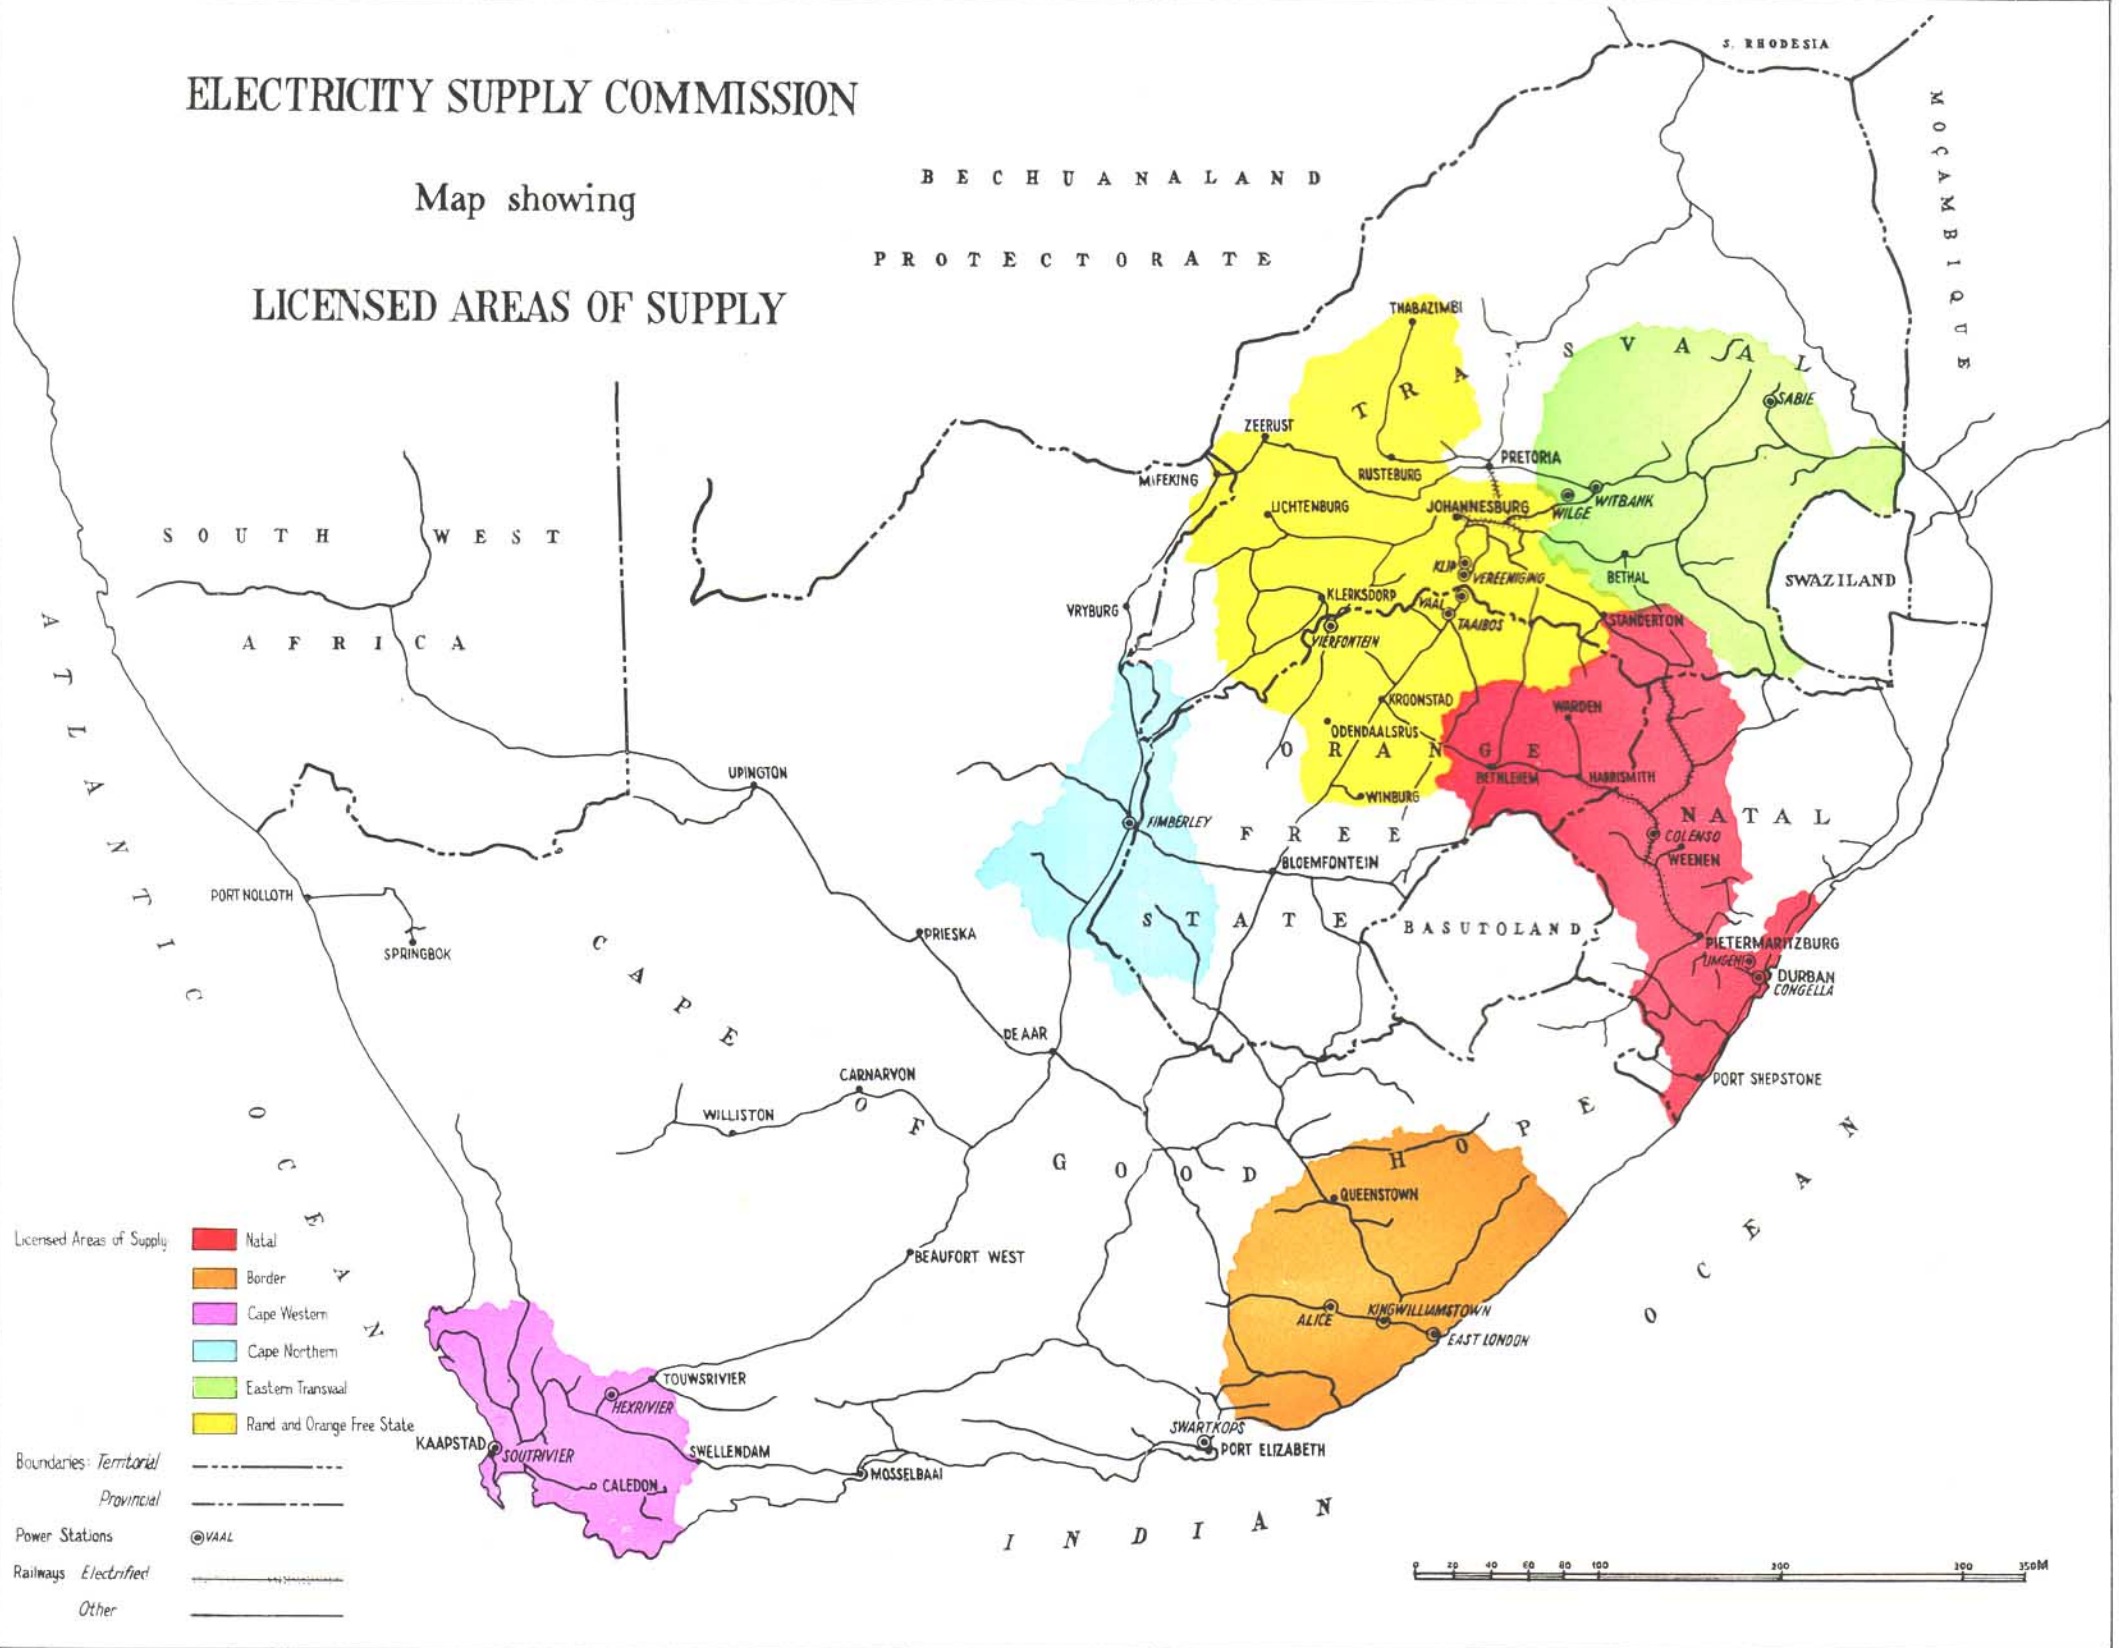 ELECTRICITY SUPPLY COMMISSION
Map showing
LICENSED AREAS OF SUPPLY
S. RHODESIA
MOÇAMBIQUE
BECHUANALAND
PROTECTORATE
SOUTH WEST
AFRICA
ATLANTIC OCEAN
THABAZIMBI
TRANSVAAL
SABIE
ZEERUST
PRETORIA
MAFEKING
RUSTEBURG
LICHTENBURG
JOHANNESBURG
WITBANK
WILGE
KLIP
VEREENIGING
BETHAL
SWAZILAND
VRYBURG
KLERKSDORP
VAAL
TAAIBOS
STANDERTON
VIERFONTEIN
KROONSTAD
WARDEN
ODENDAALSRUS
ORANGE
BETHLEHEM
HARRISMITH
UPINGTON
WINBURG
NATAL
KIMBERLEY
FREE
COLENSO
WEENEN
BLOEMFONTEIN
PORT NOLLOTH
SPRINGBOK
STATE
BASUTOLAND
PRIESKA
PIETERMARITZBURG
UMGENI
DURBAN
CONGELLA
CAPE
OF
GOOD
HOPE
DE AAR
CARNARVON
WILLISTON
PORT SHEPSTONE
QUEENSTOWN
BEAUFORT WEST
ALICE
KINGWILLIAMSTOWN
EAST LONDON
TOUWSRIVIER
HEXRIVIER
KAAPSTAD
SOUTRIVIER
SWELLENDAM
CALEDON
MOSSELBAAI
SWARTKOPS
PORT ELIZABETH
INDIAN OCEAN
Licensed Areas of Supply
Natal
Border
Cape Western
Cape Northern
Eastern Transvaal
Rand and Orange Free State
Boundaries: Territorial
Provincial
Power Stations
VAAL
Railways Electrified
Other
0 20 40 60 80 100 200 300 350M